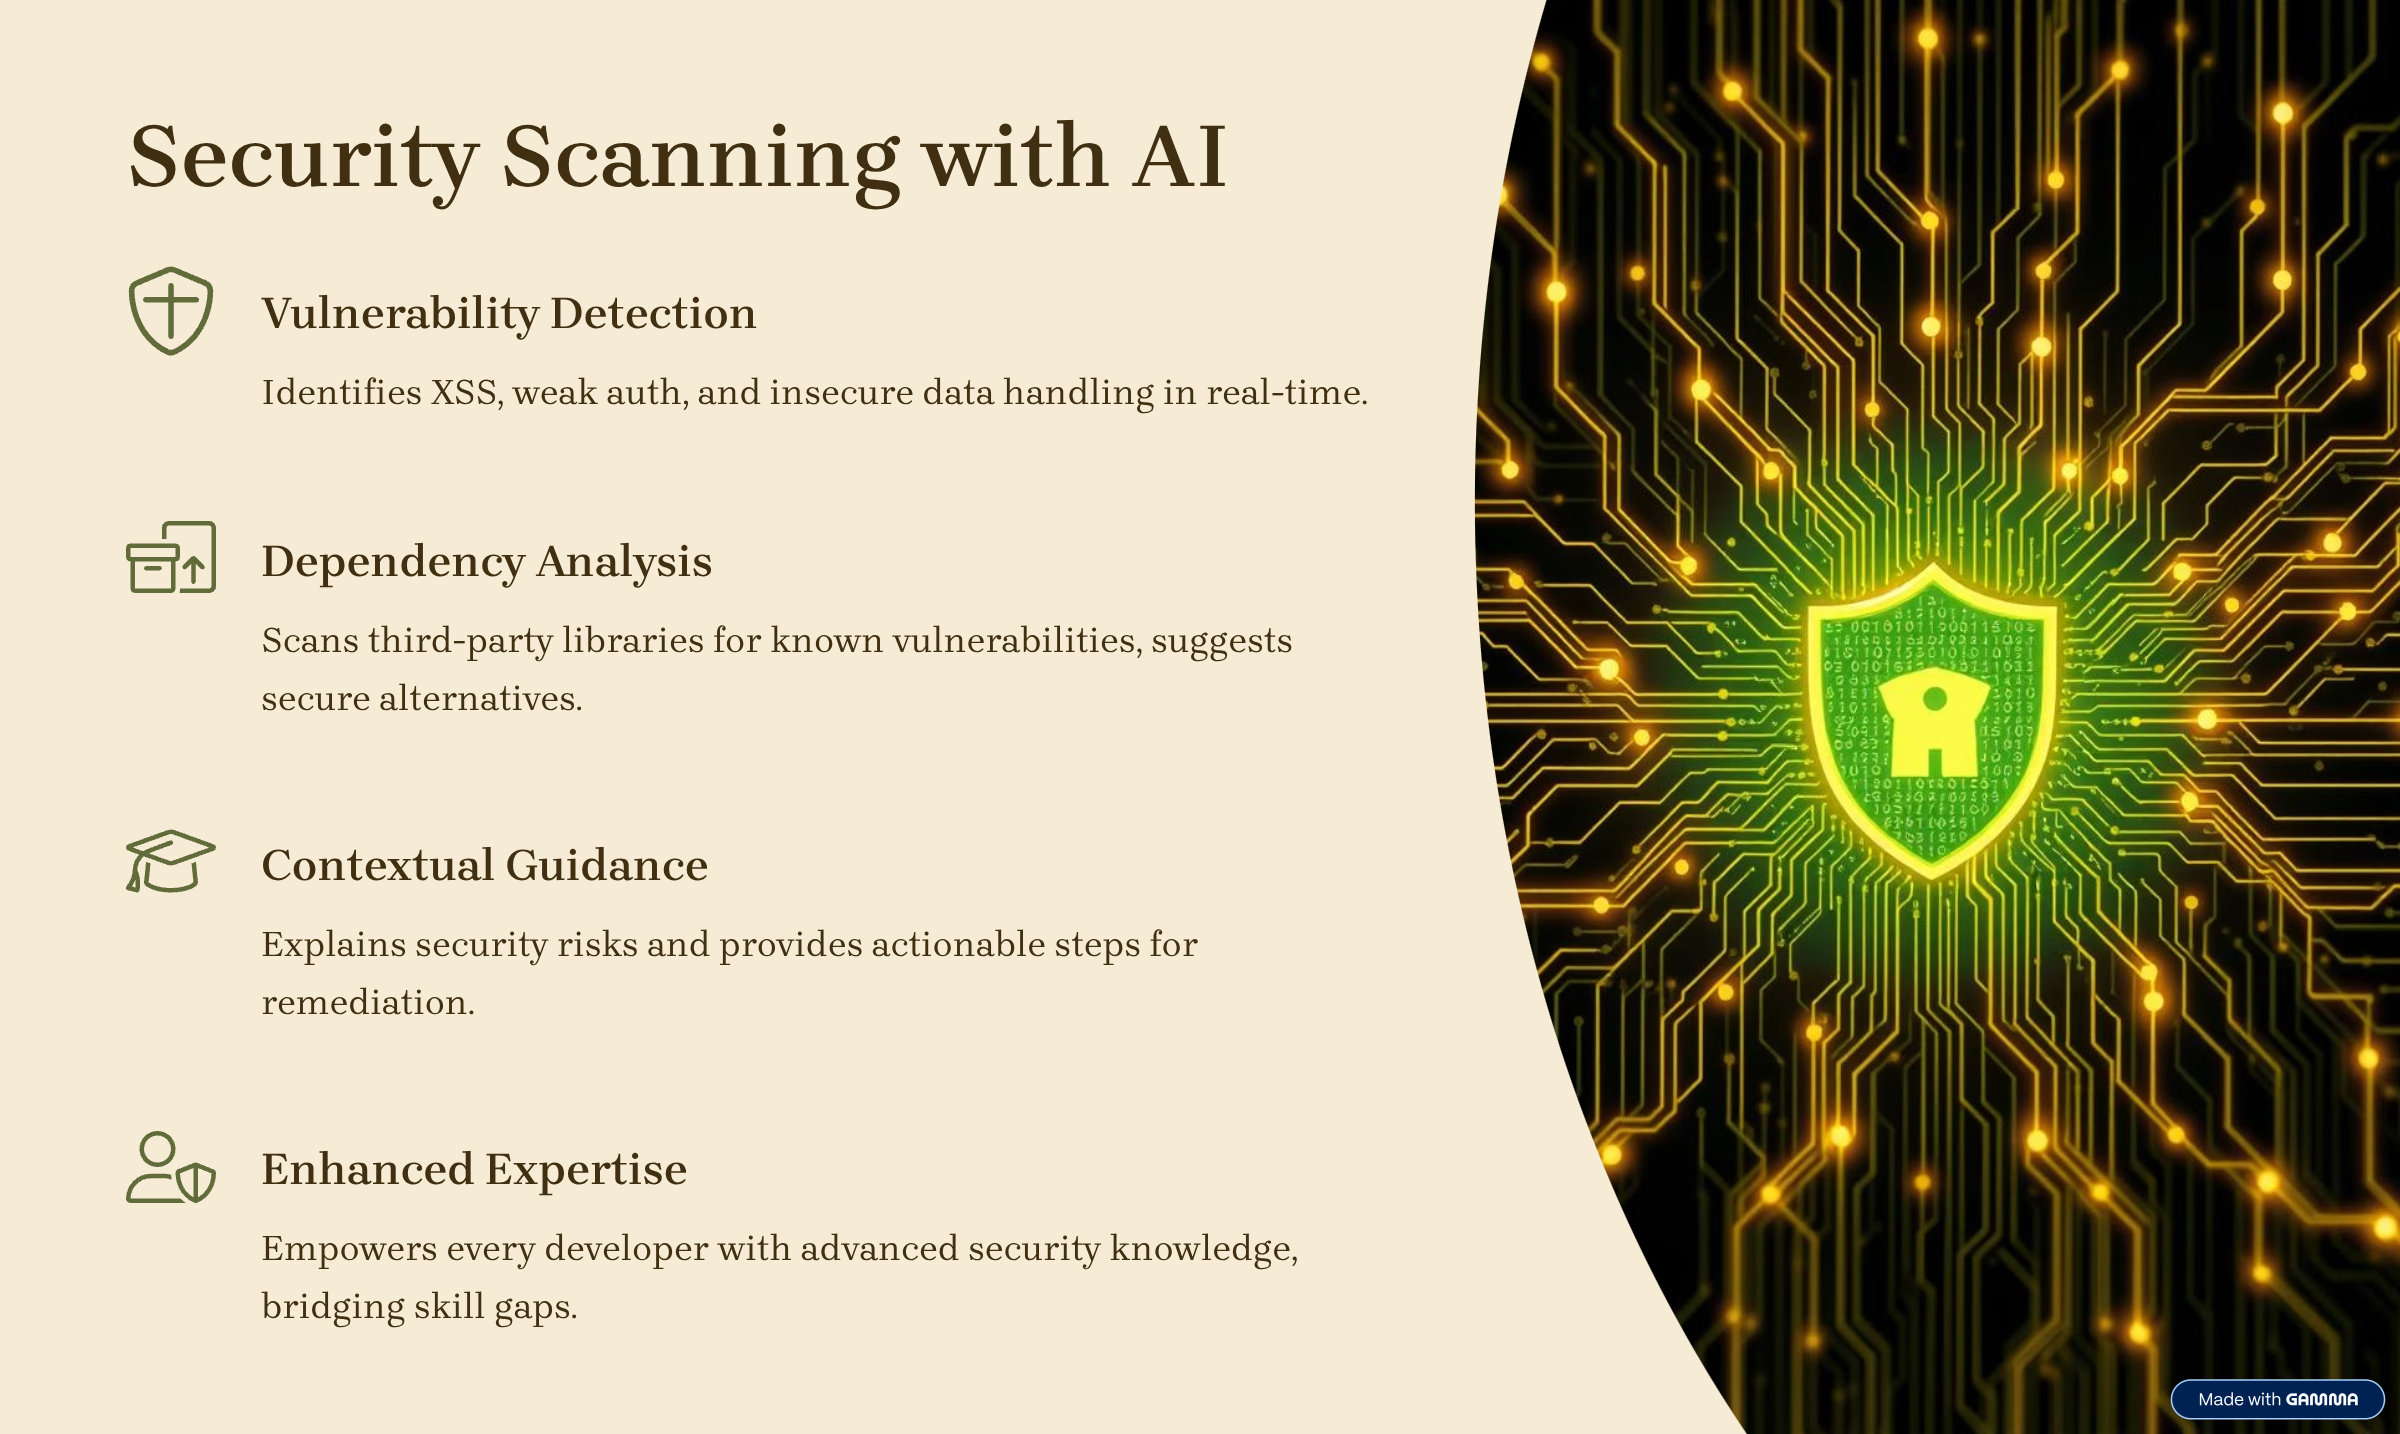 Security Scanning with AI
Vulnerability Detection
Identifies XSS, weak auth, and insecure data handling in real-time.
Dependency Analysis
Scans third-party libraries for known vulnerabilities, suggests
secure alternatives.
Contextual Guidance
Explains security risks and provides actionable steps for
remediation.
Enhanced Expertise
Empowers every developer with advanced security knowledge,
bridging skill gaps.
Made with GAMMA